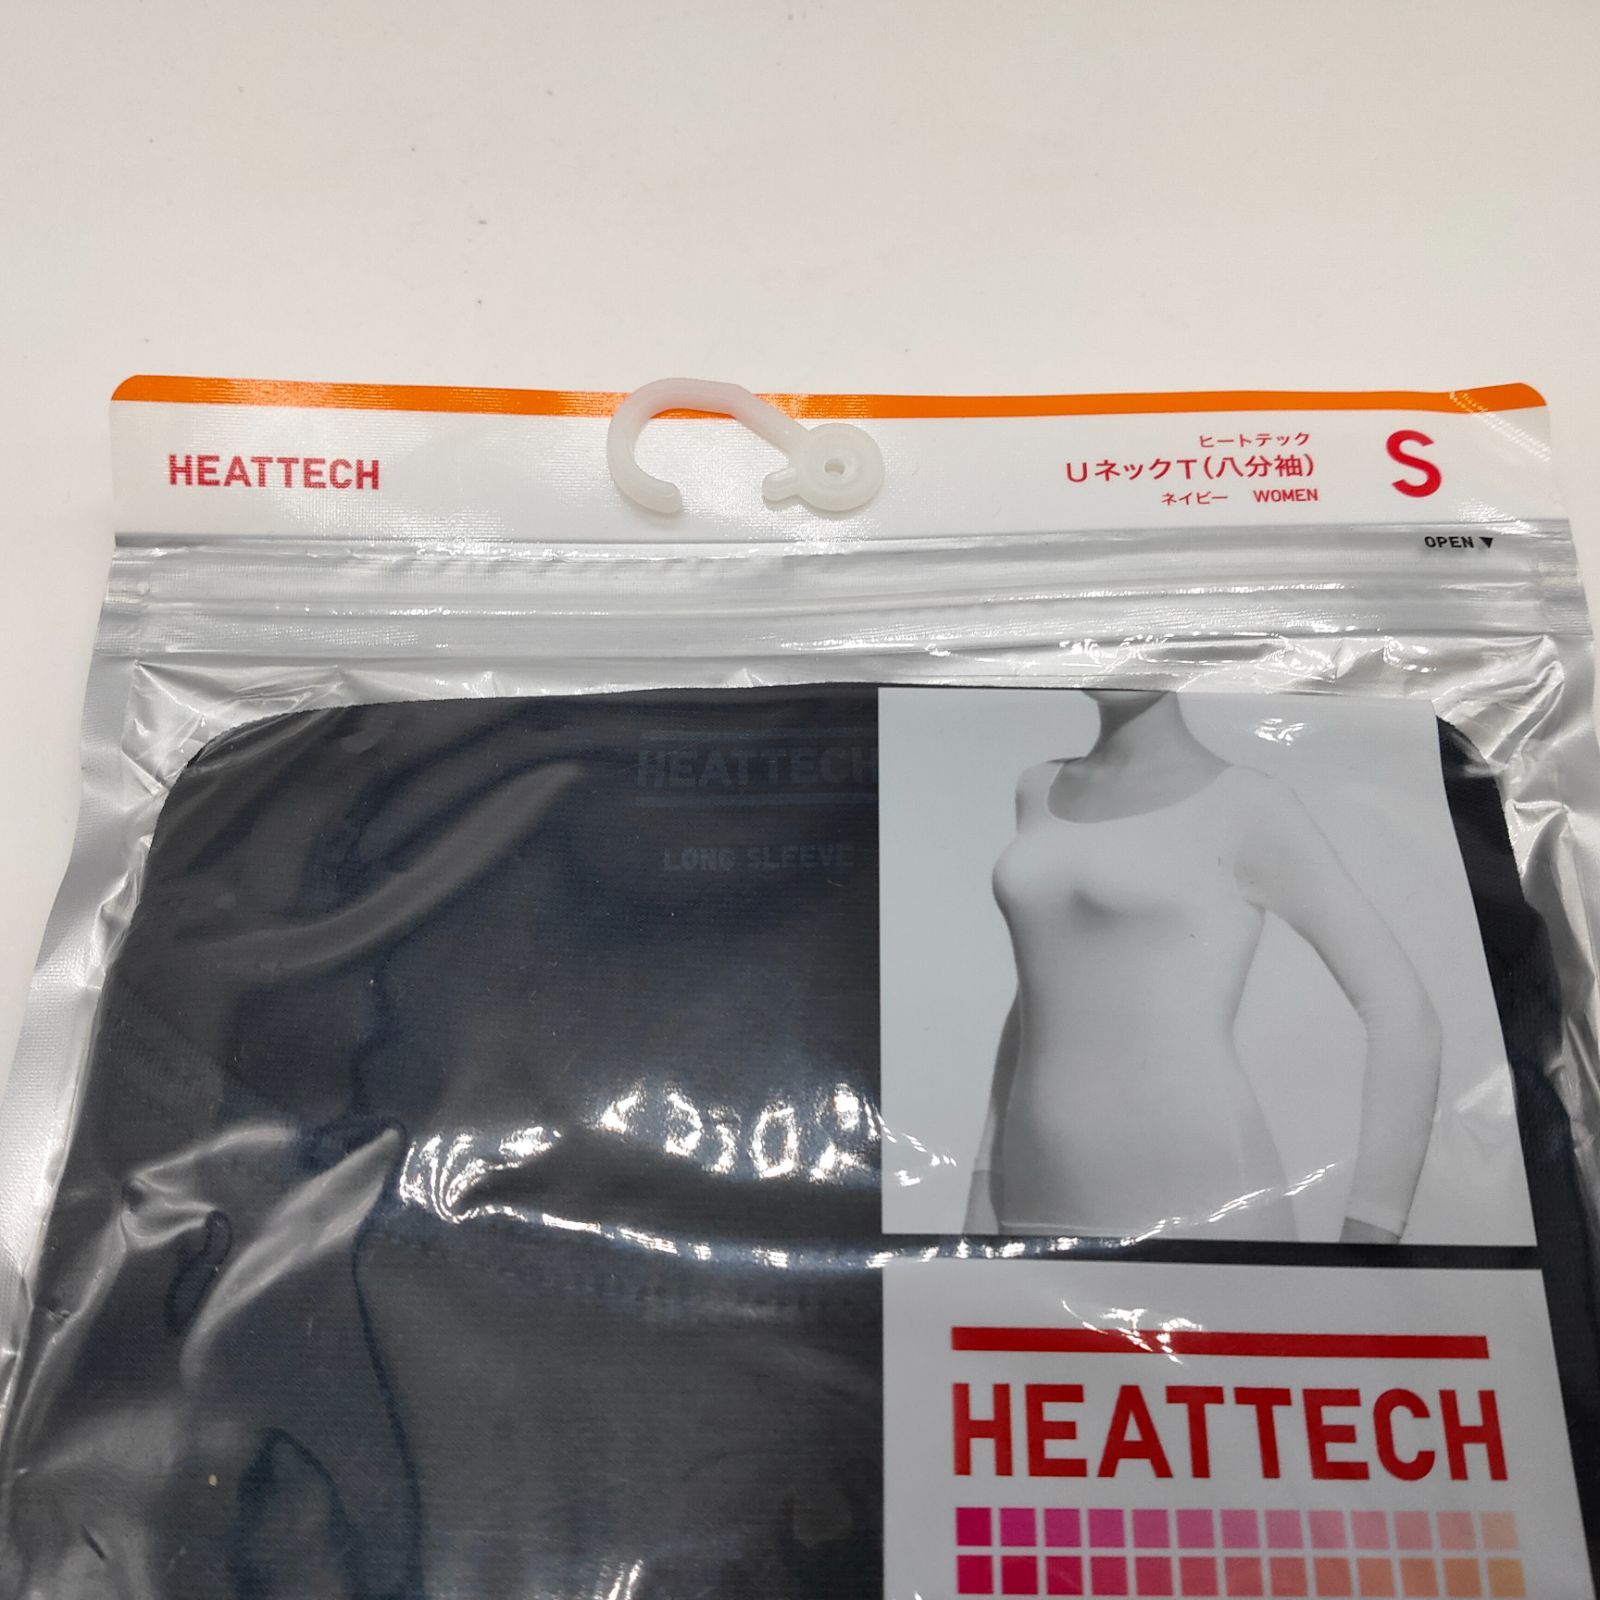 HEATTECH
ヒートテック
UネックT(八分袖)
ネイビー WOMEN
S
OPEN▼
HEATTECH
LONG SLEEVE
HEATTECH